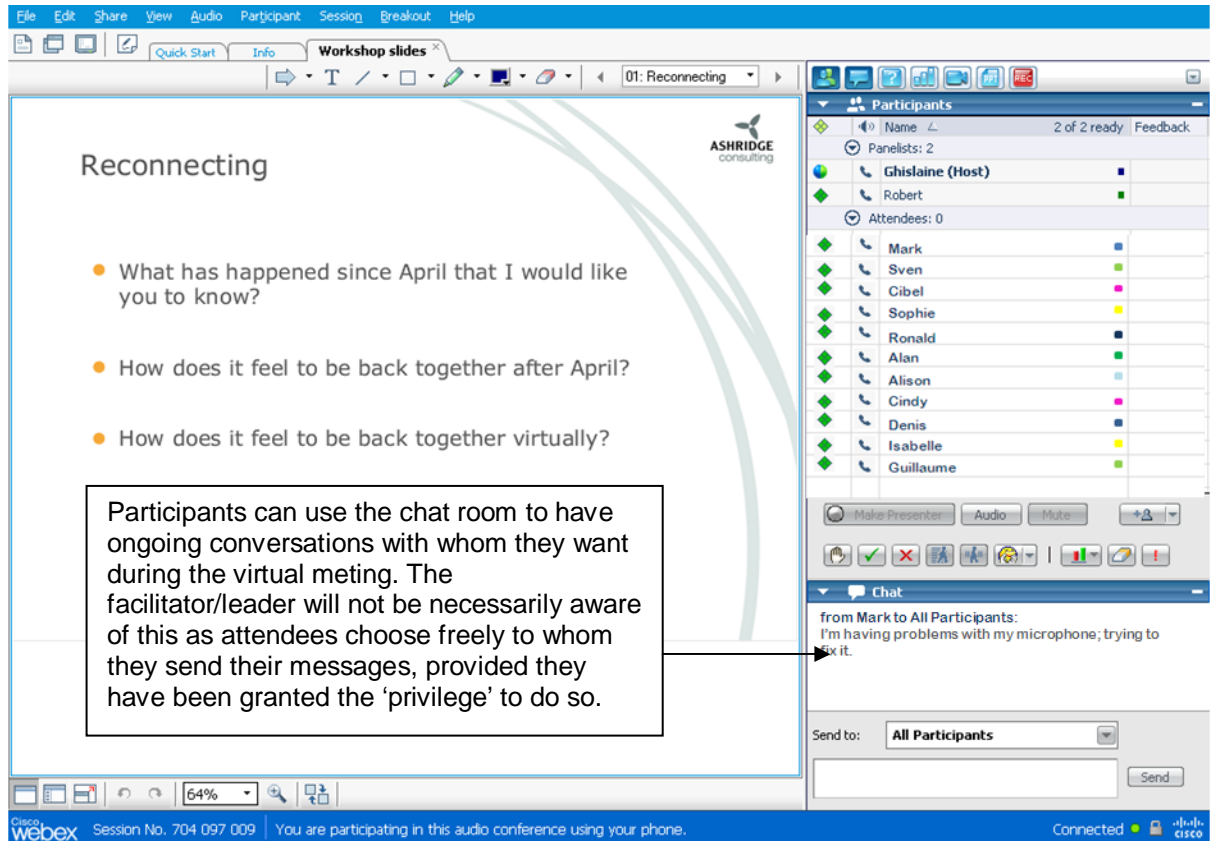 File Edit Share View Audio Participant Session Breakout Help
Quick Start Info Workshop slides ×
T 01: Reconnecting
REC
Participants
Name 2 of 2 ready Feedback
Panelists: 2
Ghislaine (Host)
Robert
Attendees: 0
Mark
Sven
Cibel
Sophie
Ronald
Alan
Alison
Cindy
Denis
Isabelle
Guillaume
Make Presenter Audio Mute
ASHRIDGE
consulting
Reconnecting
What has happened since April that I would like
you to know?
How does it feel to be back together after April?
How does it feel to be back together virtually?
Participants can use the chat room to have
ongoing conversations with whom they want
during the virtual meting. The
facilitator/leader will not be necessarily aware
of this as attendees choose freely to whom
they send their messages, provided they
have been granted the ‘privilege’ to do so.
Chat
from Mark to All Participants:
I'm having problems with my microphone; trying to
fix it.
Send to: All Participants
Send
64%
Cisco
webex Session No. 704 097 009 You are participating in this audio conference using your phone. Connected
CISCO